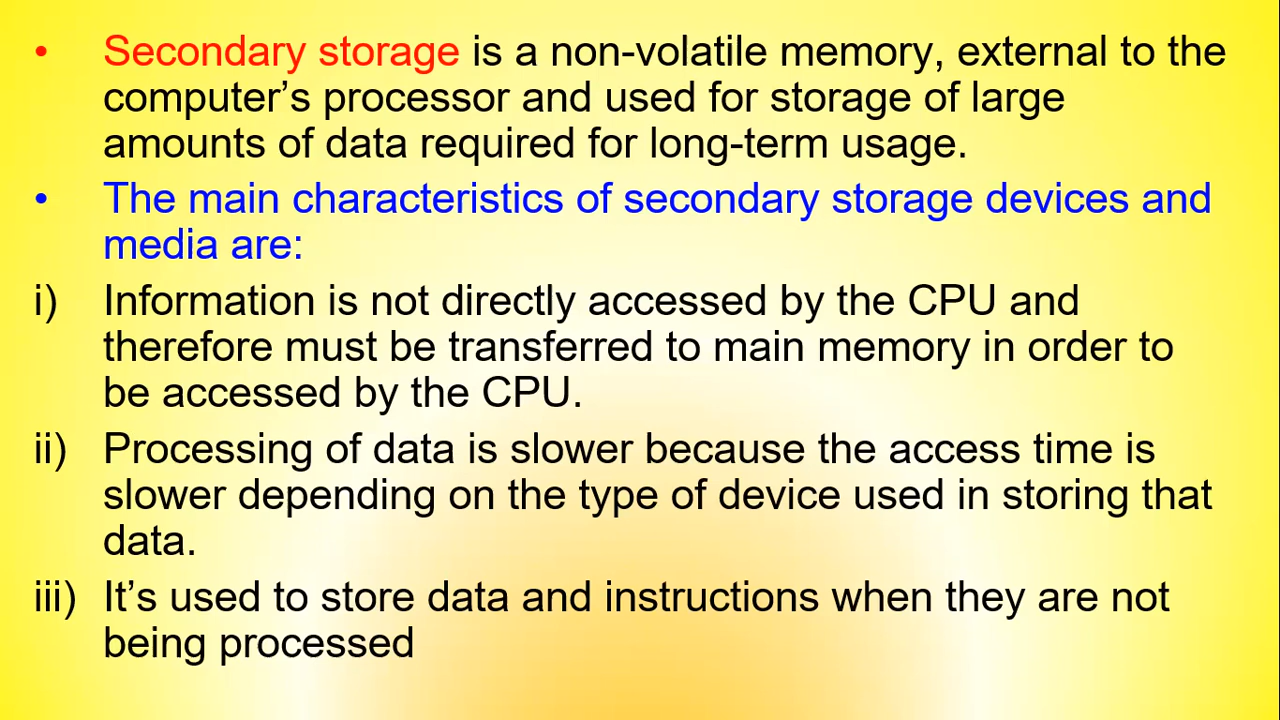 • Secondary storage is a non-volatile memory, external to the
computer’s processor and used for storage of large
amounts of data required for long-term usage.
• The main characteristics of secondary storage devices and
media are:
i) Information is not directly accessed by the CPU and
therefore must be transferred to main memory in order to
be accessed by the CPU.
ii) Processing of data is slower because the access time is
slower depending on the type of device used in storing that
data.
iii) It’s used to store data and instructions when they are not
being processed